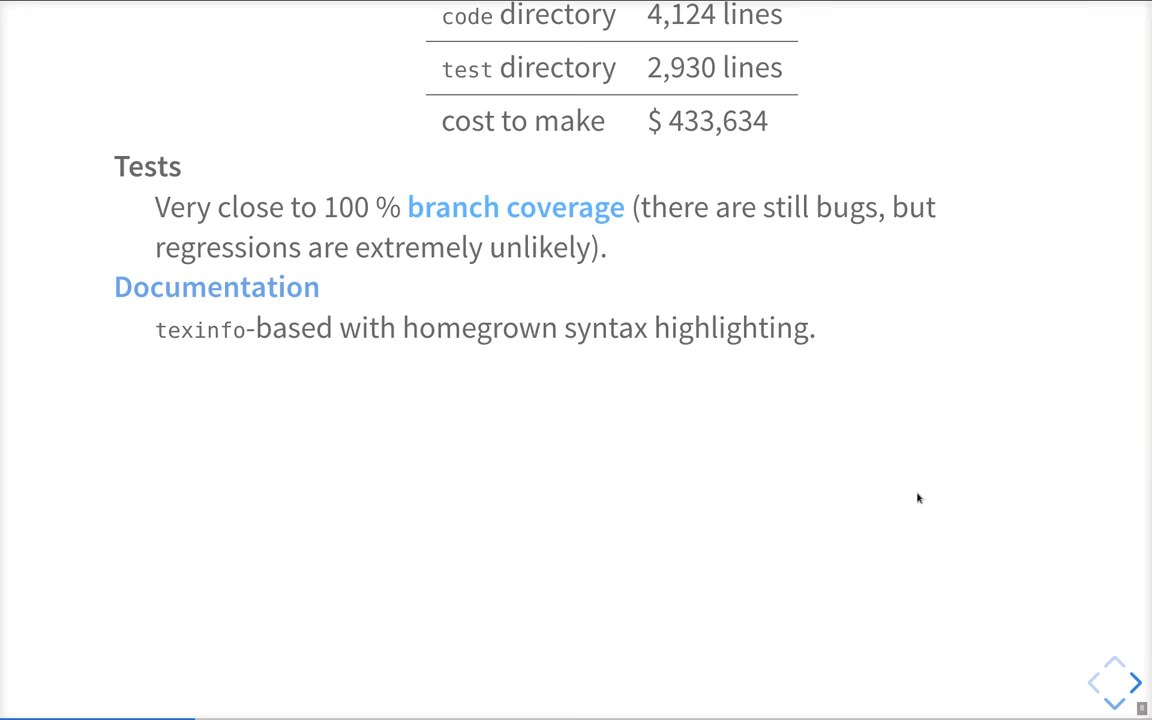 code directory 4,124 lines
test directory 2,930 lines
cost to make $ 433,634
Tests
Very close to 100 % branch coverage (there are still bugs, but
regressions are extremely unlikely).
Documentation
texinfo-based with homegrown syntax highlighting.
8